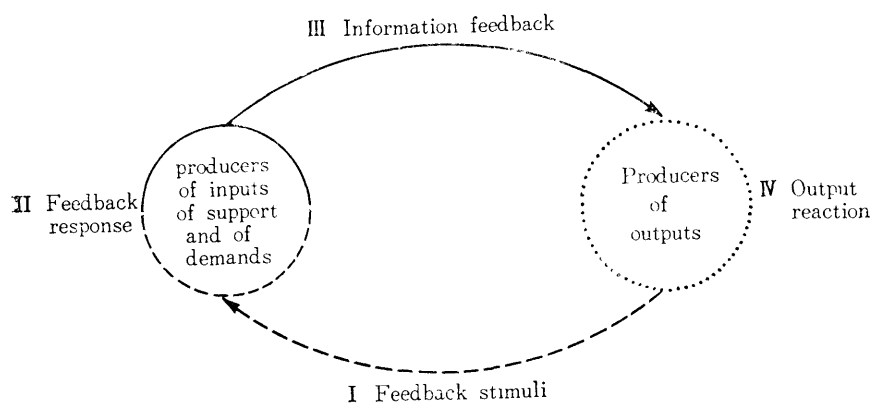 III Information feedback
producers
of inputs
of support
and of
demands
II Feedback
response
Producers
of
outputs
IV Output
reaction
I Feedback stimuli